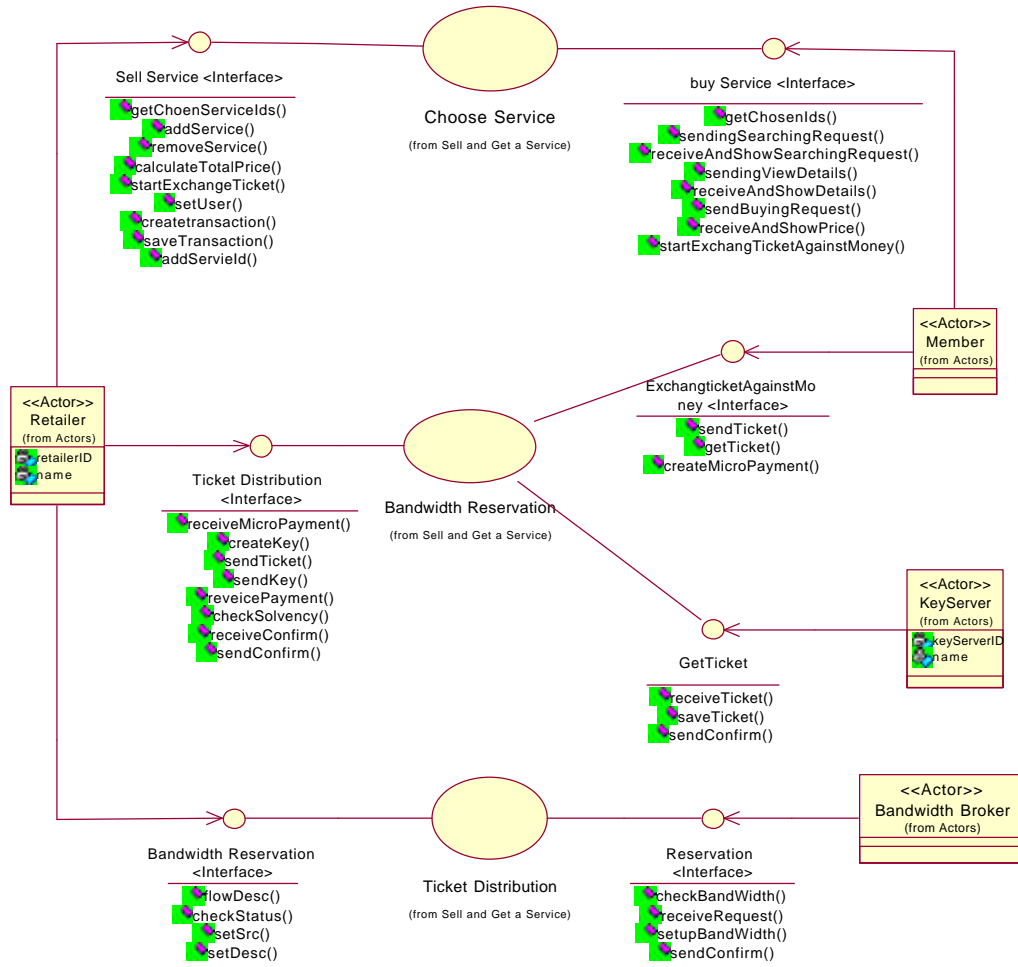 Sell Service <Interface>
getChoenServiceIds()
addService()
removeService()
calculateTotalPrice()
startExchangeTicket()
setUser()
createtransaction()
saveTransaction()
addServieId()
Choose Service
(from Sell and Get a Service)
buy Service <Interface>
getChosenIds()
sendingSearchingRequest()
receiveAndShowSearchingRequest()
sendingViewDetails()
receiveAndShowDetails()
sendBuyingRequest()
receiveAndShowPrice()
startExchangTicketAgainstMoney()
<<Actor>>
Member
(from Actors)
<<Actor>>
Retailer
(from Actors)
retailerID
name
Ticket Distribution
<Interface>
receiveMicroPayment()
createKey()
sendTicket()
sendKey()
reveicePayment()
checkSolvency()
receiveConfirm()
sendConfirm()
Bandwidth Reservation
(from Sell and Get a Service)
ExchangticketAgainstMo
ney <Interface>
sendTicket()
getTicket()
createMicroPayment()
<<Actor>>
KeyServer
(from Actors)
keyServerID
name
GetTicket
receiveTicket()
saveTicket()
sendConfirm()
<<Actor>>
Bandwidth Broker
(from Actors)
Bandwidth Reservation
<Interface>
flowDesc()
checkStatus()
setSrc()
setDesc()
Ticket Distribution
(from Sell and Get a Service)
Reservation
<Interface>
checkBandWidth()
receiveRequest()
setupBandWidth()
sendConfirm()